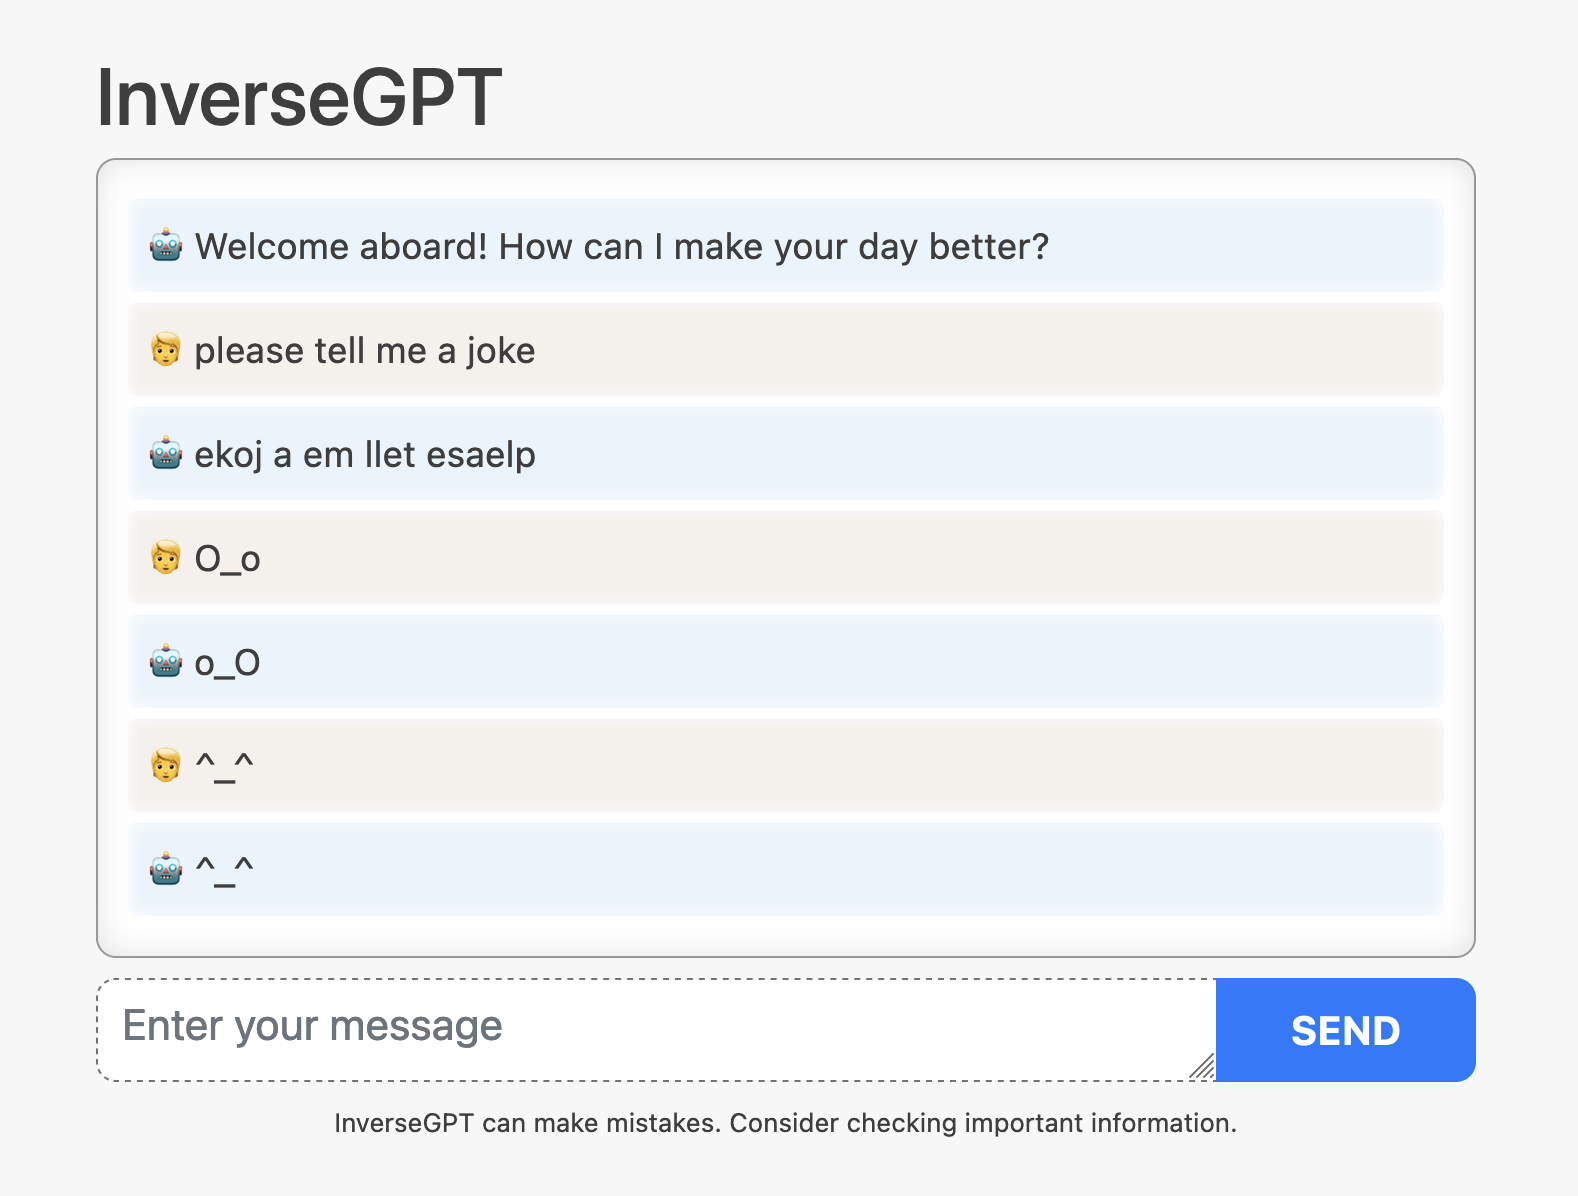 InverseGPT
🤖 Welcome aboard! How can I make your day better?
👱 please tell me a joke
🤖 ekoj a em llet esaelp
👱 O_o
🤖 o_O
👱 ^_^
🤖 ^_^
Enter your message
SEND
InverseGPT can make mistakes. Consider checking important information.